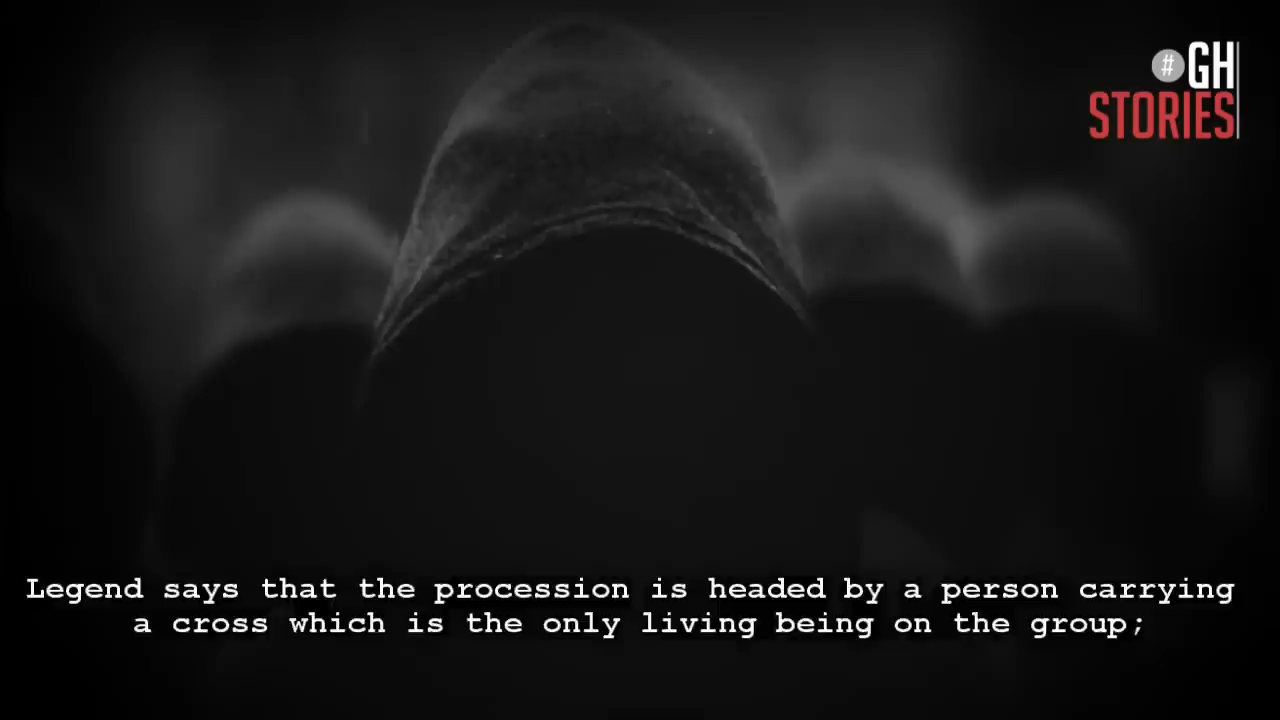 # GH
STORIES
Legend says that the procession is headed by a person carrying
a cross which is the only living being on the group;